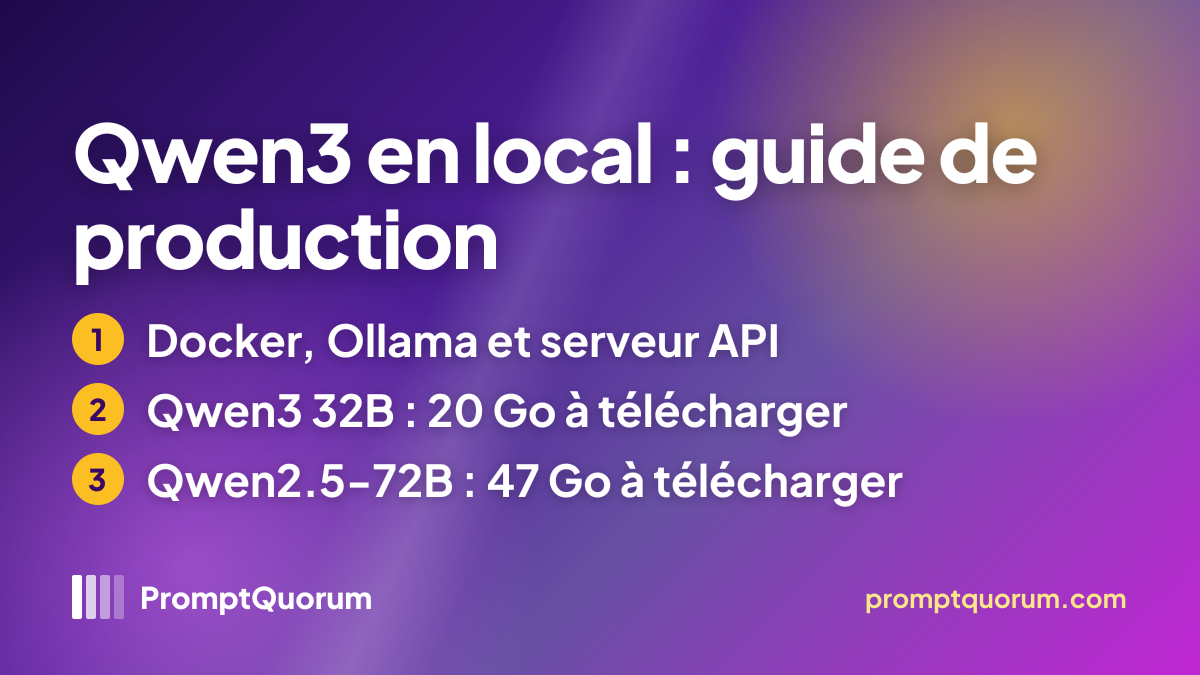 Qwen3 en local : guide de
production
1 Docker, Ollama et serveur API
2 Qwen3 32B : 20 Go à télécharger
3 Qwen2.5-72B : 47 Go à télécharger
PromptQuorum
promptquorum.com